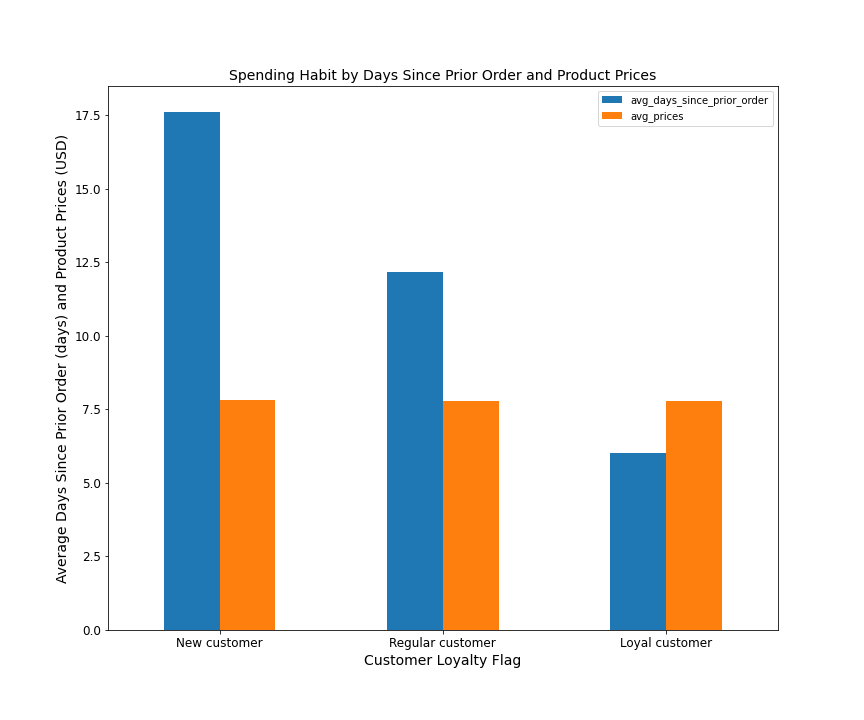 Spending Habit by Days Since Prior Order and Product Prices
avg_days_since_prior_order
avg_prices
Average Days Since Prior Order (days) and Product Prices (USD)
17.5
15.0
12.5
10.0
7.5
5.0
2.5
0.0
New customer
Regular customer
Loyal customer
Customer Loyalty Flag